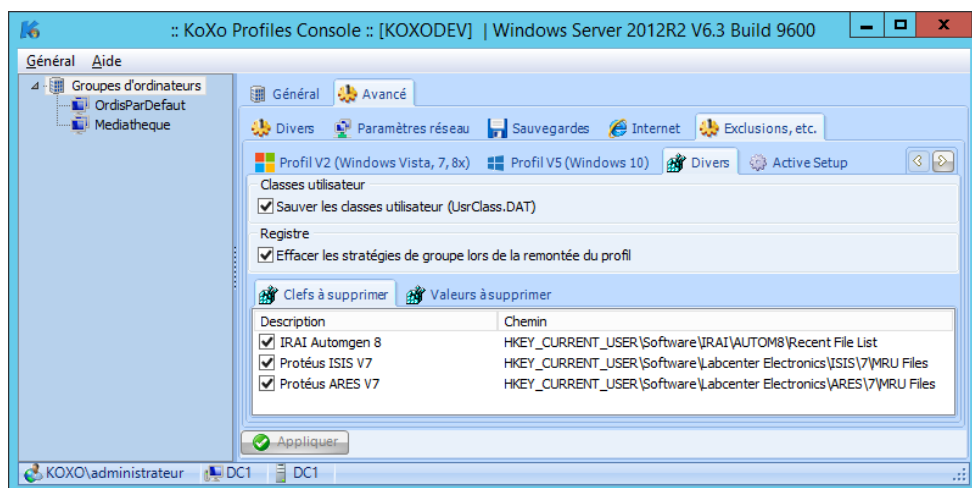 :: KoXo Profiles Console :: [KOXODEV] | Windows Server 2012R2 V6.3 Build 9600
Général Aide
Groupes d'ordinateurs
OrdisParDefaut
Mediatheque
Général Avancé
Divers Paramètres réseau Sauvegardes Internet Exclusions, etc.
Profil V2 (Windows Vista, 7, 8x) Profil V5 (Windows 10) Divers Active Setup
Classes utilisateur
Sauver les classes utilisateur (UsrClass.DAT)
Registre
Effacer les stratégies de groupe lors de la remontée du profil
Clefs à supprimer Valeurs à supprimer
Description Chemin
IRAI Automgen 8 HKEY_CURRENT_USER\Software\IRAI\AUTOM8\Recent File List
Protéus ISIS V7 HKEY_CURRENT_USER\Software\Labcenter Electronics\ISIS\7\MRU Files
Protéus ARES V7 HKEY_CURRENT_USER\Software\Labcenter Electronics\ARES\7\MRU Files
Appliquer
KOXO\administrateur DC1 DC1